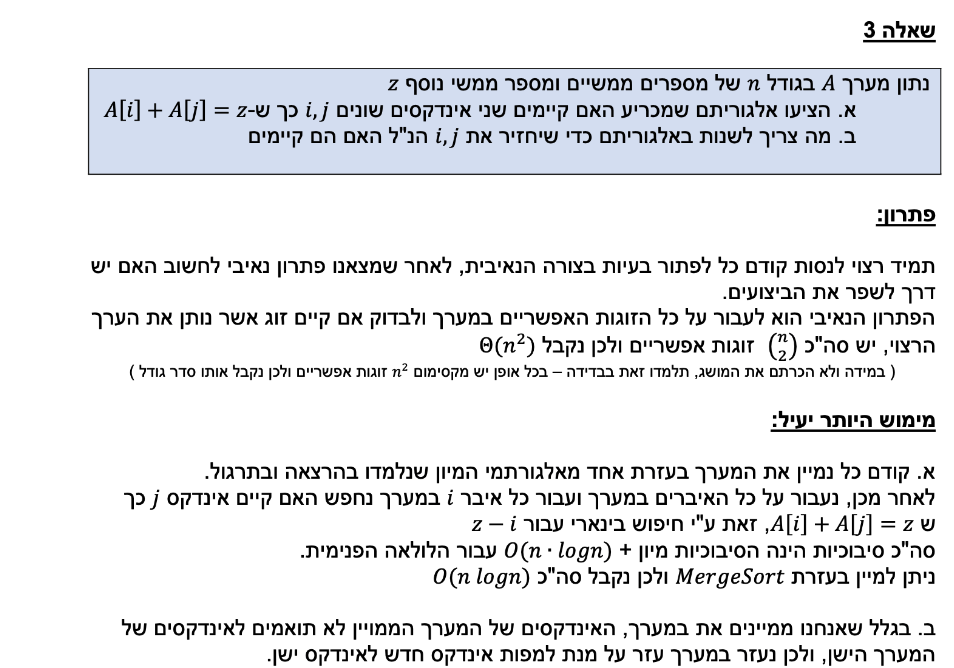 שאלה 3
נתון מערך A בגודל n של מספרים ממשיים ומספר ממשי נוסף z
א. הציעו אלגוריתם שמכריע האם קיימים שני אינדקסים שונים i, j כך ש-A[i] + A[j] = z
ב. מה צריך לשנות באלגוריתם כדי שיחזיר את i, j הנ"ל האם הם קיימים
פתרון:
תמיד רצוי לנסות קודם כל לפתור בעיות בצורה הנאיבית, לאחר שמצאנו פתרון נאיבי לחשוב האם יש
דרך לשפר את הביצועים.
הפתרון הנאיבי הוא לעבור על כל הזוגות האפשריים במערך ולבדוק אם קיים זוג אשר נותן את הערך
הרצוי, יש סה"כ (n 2) זוגות אפשריים ולכן נקבל Θ(n²)
( במידה ולא הכרתם את המושג, תלמדו זאת בבדידה – בכל אופן יש מקסימום n² זוגות אפשריים ולכן נקבל אותו סדר גודל )
מימוש היותר יעיל:
א. קודם כל נמיין את המערך בעזרת אחד מאלגורתמי המיון שנלמדו בהרצאה ובתרגול.
לאחר מכן, נעבור על כל האיברים במערך ועבור כל איבר i במערך נחפש האם קיים אינדקס j כך
ש A[i] + A[j] = z, זאת ע"י חיפוש בינארי עבור z − i
סה"כ סיבוכיות הינה הסיבוכיות מיון + O(n · logn) עבור הלולאה הפנימית.
ניתן למיין בעזרת MergeSort ולכן נקבל סה"כ O(n logn)
ב. בגלל שאנחנו ממיינים את במערך, האינדקסים של המערך הממויין לא תואמים לאינדקסים של
המערך הישן, ולכן נעזר במערך עזר על מנת למפות אינדקס חדש לאינדקס ישן.